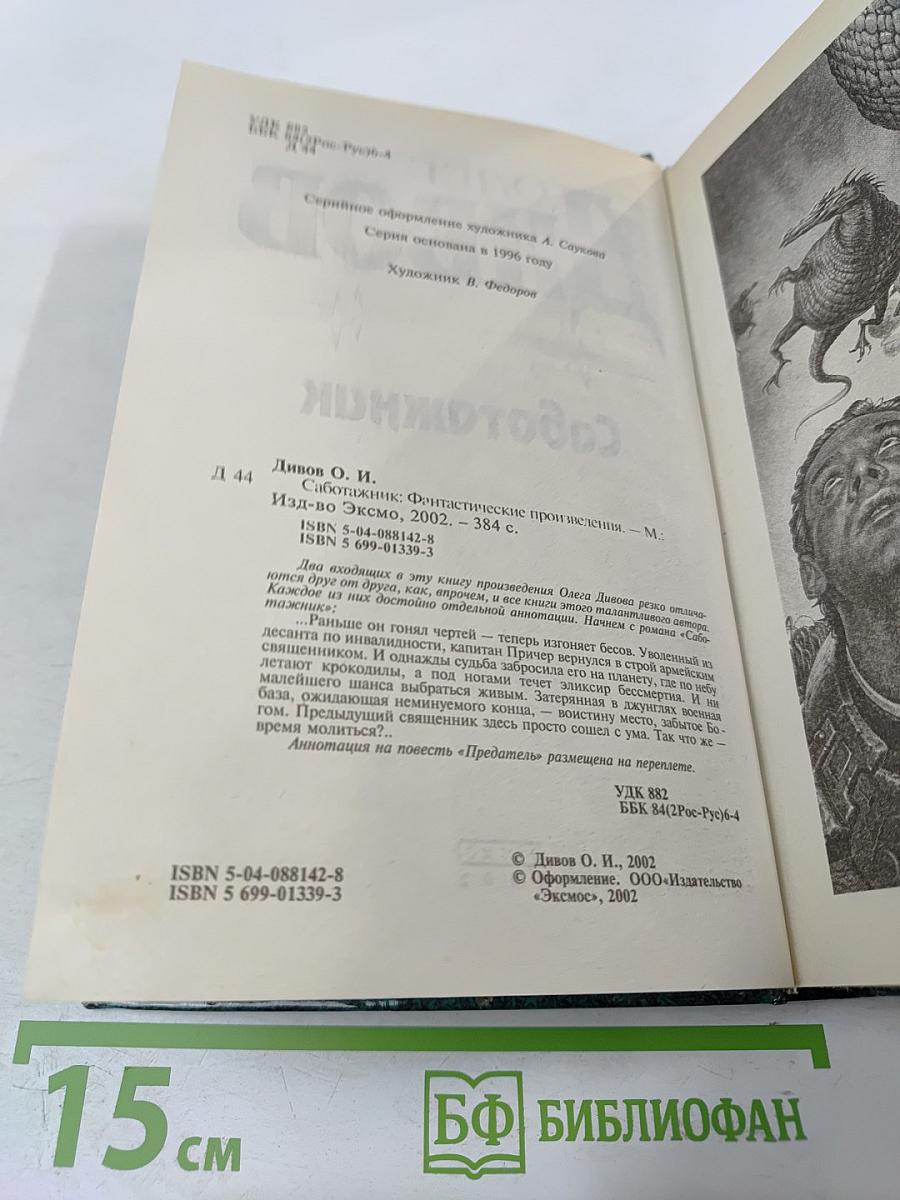 УДК 882
ББК 84(2Рос-Рус)6-4
Д 44
Серийное оформление художника А. Саукова
Серия основана в 1996 году
Художник В. Федоров
Саботажник
Д 44
Дивов О. И.
Саботажник: Фантастические произведения. — М.:
Изд-во Эксмо, 2002. – 384 с.
ISBN 5-04-088142-8
ISBN 5 699-01339-3
Два входящих в эту книгу произведения Олега Дивова резко отлича-
ются друг от друга, как, впрочем, и все книги этого талантливого автора.
Каждое из них достойно отдельной аннотации. Начнем с романа «Сабо-
тажник»:
...Раньше он гонял чертей — теперь изгоняет бесов. Уволенный из
десанта по инвалидности, капитан Причер вернулся в строй армейским
священником. И однажды судьба забросила его на планету, где по небу
летают крокодилы, а под ногами течет эликсир бессмертия. И ни
малейшего шанса выбраться живым. Затерянная в джунглях военная
база, ожидающая неминуемого конца, — воистину место, забытое Бо-
гом. Предыдущий священник здесь просто сошел с ума. Так что же —
время молиться?..
Аннотация на повесть «Предатель» размещена на переплете.
УДК 882
ББК 84(2Рос-Рус)6-4
ISBN 5-04-088142-8
ISBN 5 699-01339-3
© Дивов О. И., 2002
© Оформление. ООО«Издательство
«Эксмос», 2002
15 см
БФ БИБЛИОФАН